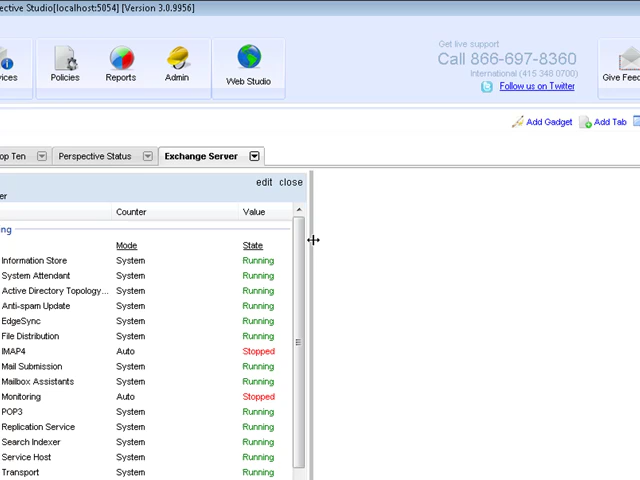 ective Studio[localhost:5054] [Version 3.0.9956]
Get live support
Call 866-697-8360
International (415 346 0700)
Follow us on Twitter
vices
Policies
Reports
Admin
Web Studio
Give Feed
Add Gadget
Add Tab
op Ten
Perspective Status
Exchange Server
edit close
er
Counter Value
ng
Mode State
Information Store System Running
System Attendant System Running
Active Directory Topology... System Running
Anti-spam Update System Running
EdgeSync System Running
File Distribution System Running
IMAP4 Auto Stopped
Mail Submission System Running
Mailbox Assistants System Running
Monitoring Auto Stopped
POP3 System Running
Replication Service System Running
Search Indexer System Running
Service Host System Running
Transport System Running